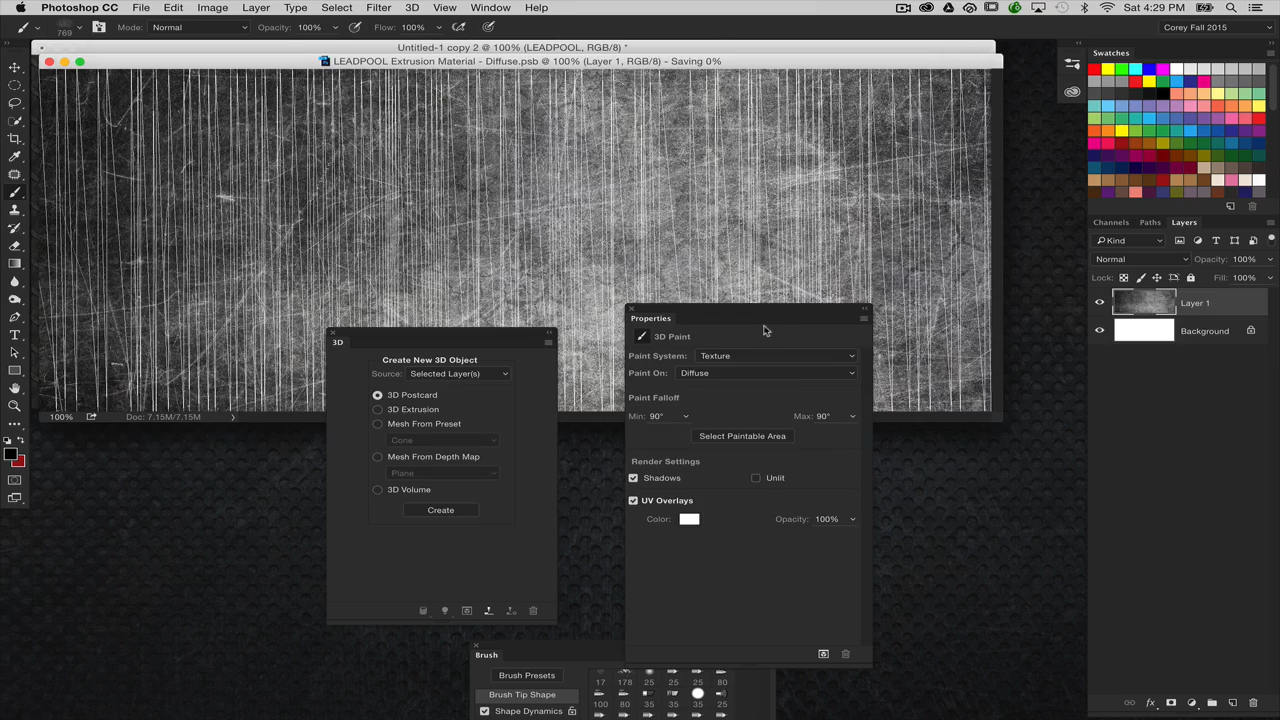 Photoshop CC File Edit Image Layer Type Select Filter 3D View Window Help Sat 4:29 PM Corey Fall 2015
769 Mode: Normal Opacity: 100% Flow: 100% Corey Fall 2015
Untitled-1 copy 2 @ 100% (LEADPOOL, RGB/8) *
LEADPOOL Extrusion Material - Diffuse.psb @ 100% (Layer 1, RGB/8) - Saving 0%
Swatches
Channels Paths Layers
Kind
Normal Opacity: 100%
Lock: Fill: 100%
Layer 1
Background
100% Doc: 7.15M/7.15M
3D
Create New 3D Object
Source: Selected Layer(s)
3D Postcard
3D Extrusion
Mesh From Preset
Cone
Mesh From Depth Map
Plane
3D Volume
Create
Properties
3D Paint
Paint System: Texture
Paint On: Diffuse
Paint Falloff
Min: 90° Max: 90°
Select Paintable Area
Render Settings
Shadows Unlit
UV Overlays
Color: Opacity: 100%
Brush
Brush Presets
Brush Tip Shape
Shape Dynamics
17 178 25 25 25 80
100 80 35 35 35 25